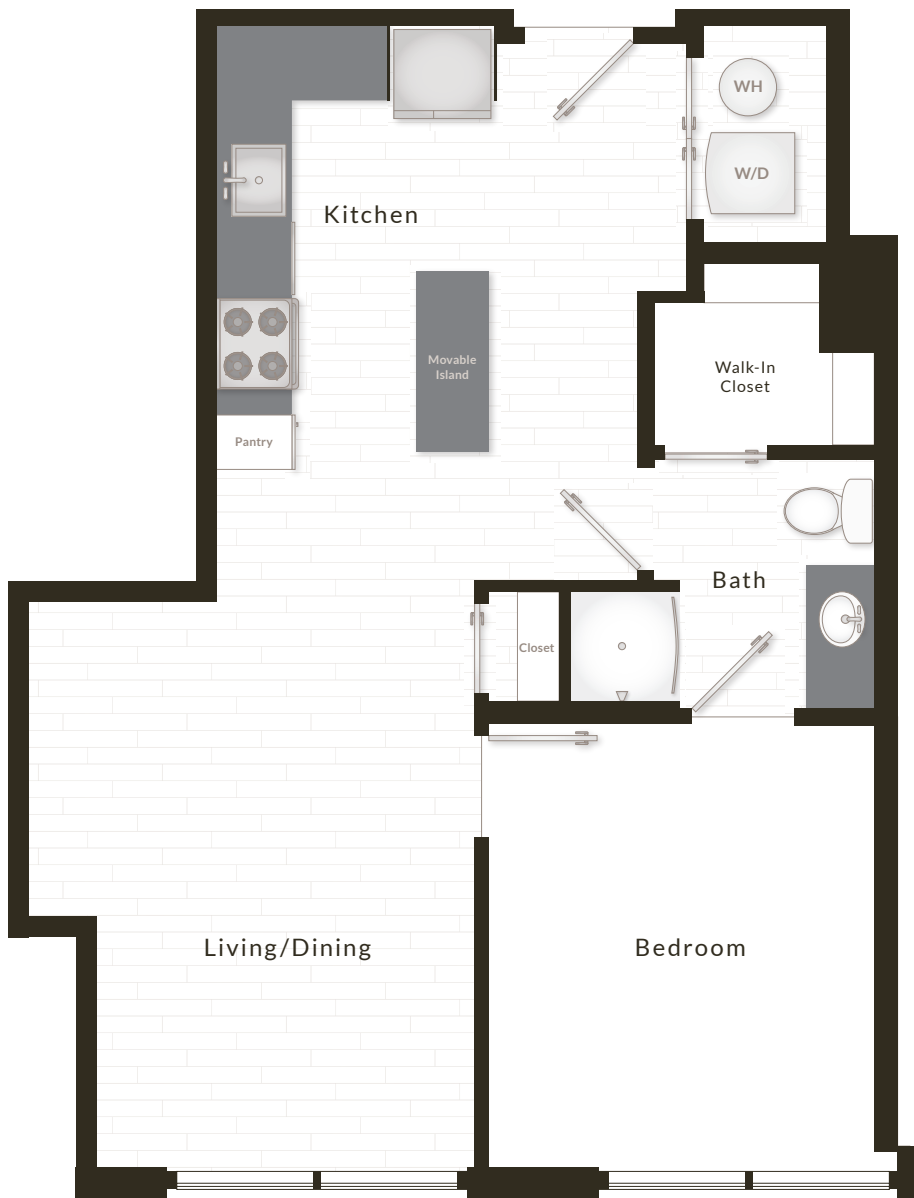 WH
W/D
Kitchen
Movable
Island
Walk-In
Closet
Pantry
Bath
Closet
Living/Dining
Bedroom